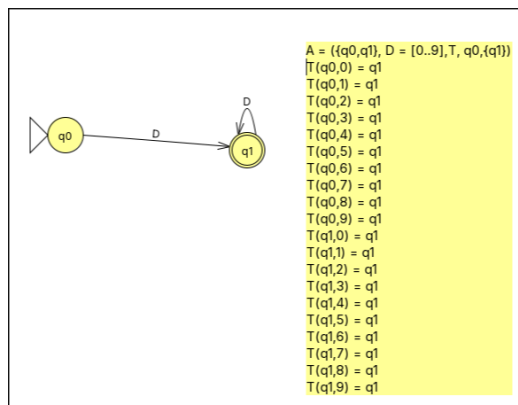 A = ({q0,q1}, D = [0..9],T, q0,{q1})
T(q0,0) = q1
T(q0,1) = q1
T(q0,2) = q1
T(q0,3) = q1
T(q0,4) = q1
T(q0,5) = q1
T(q0,6) = q1
T(q0,7) = q1
T(q0,8) = q1
T(q0,9) = q1
T(q1,0) = q1
T(q1,1) = q1
T(q1,2) = q1
T(q1,3) = q1
T(q1,4) = q1
T(q1,5) = q1
T(q1,6) = q1
T(q1,7) = q1
T(q1,8) = q1
T(q1,9) = q1
D
q0
D
q1